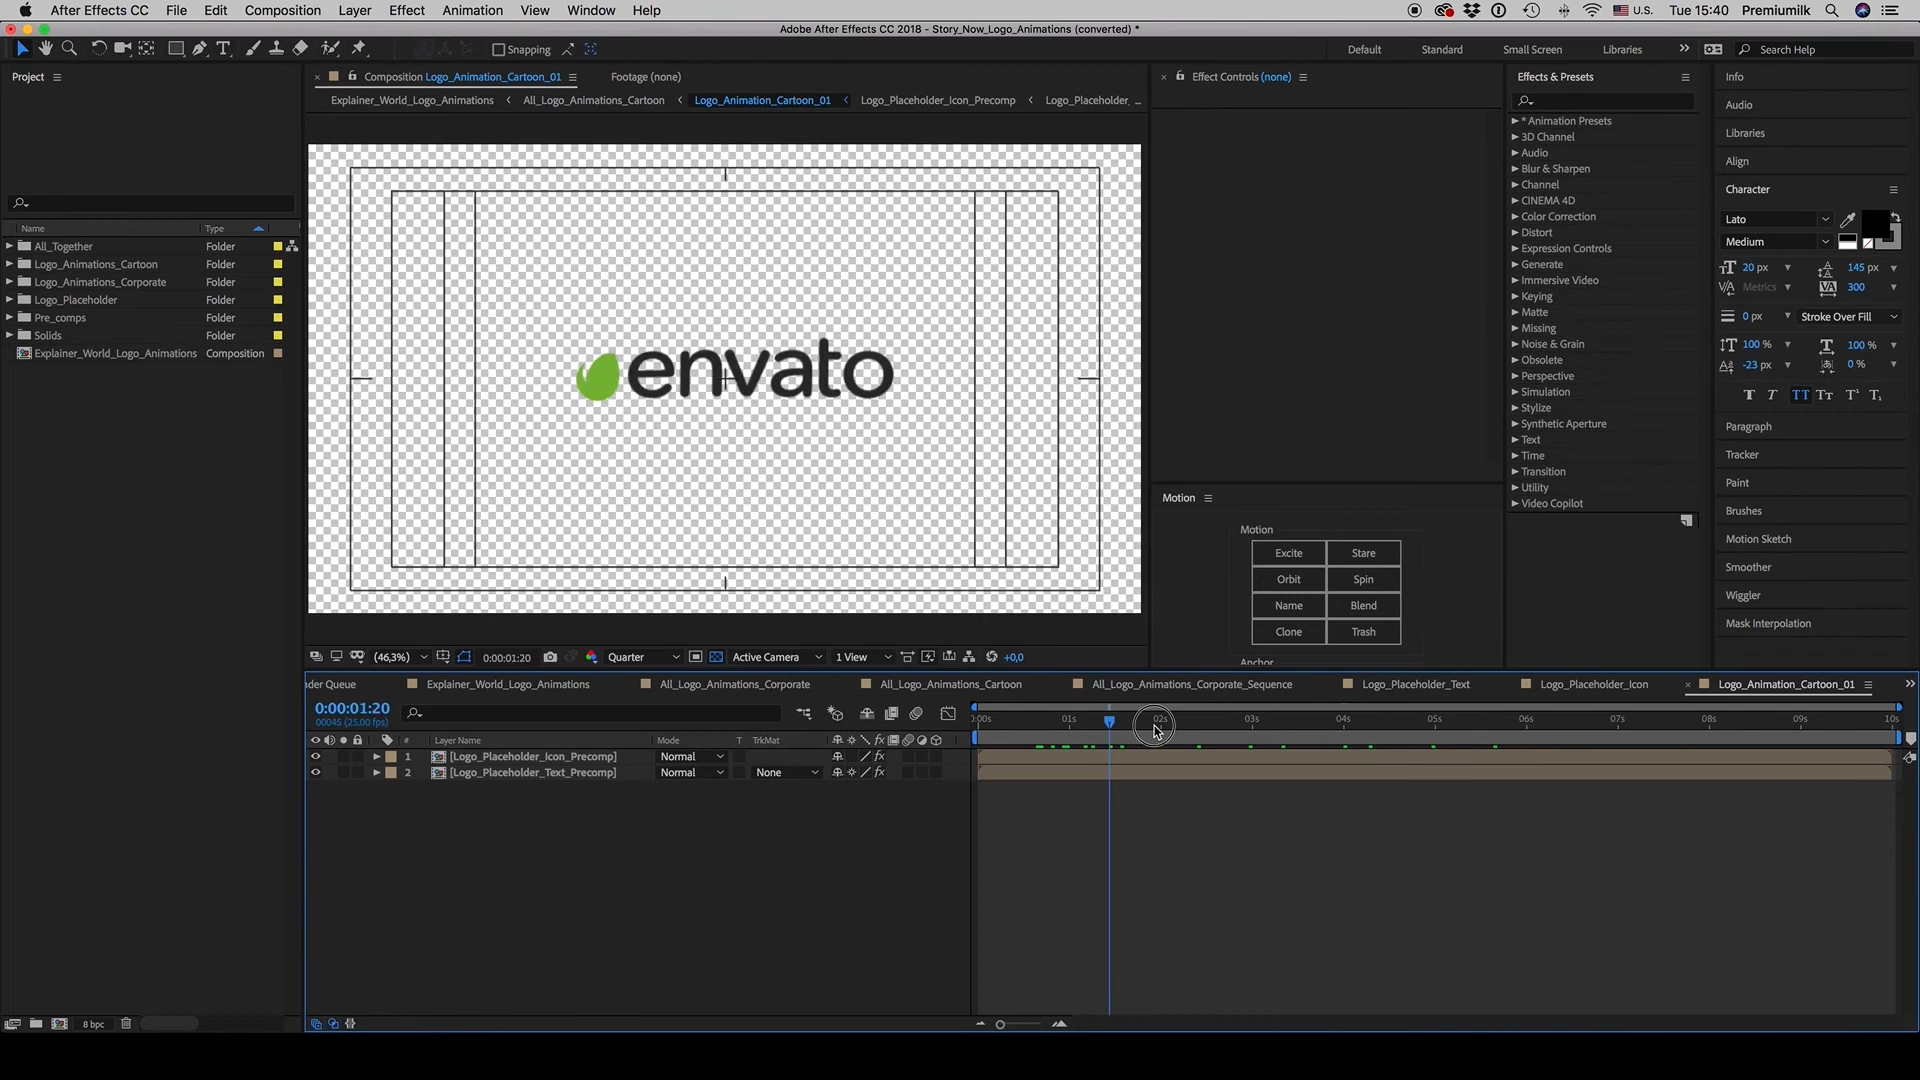 After Effects CC File Edit Composition Layer Effect Animation View Window Help U.S. Tue 15:40 Premiumilk
Adobe After Effects CC 2018 - Story_Now_Logo_Animations (converted) *
Snapping Default Standard Small Screen Libraries Search Help
Project
Composition Logo_Animation_Cartoon_01 Footage (none)
Explainer_World_Logo_Animations All_Logo_Animations_Cartoon Logo_Animation_Cartoon_01 Logo_Placeholder_Icon_Precomp Logo_Placeholder_ ...
Name Type
All_Together Folder
Logo_Animations_Cartoon Folder
Logo_Animations_Corporate Folder
Logo_Placeholder Folder
Pre_comps Folder
Solids Folder
Explainer_World_Logo_Animations Composition
8 bpc
envato
(46,3%) 0:00:01:20 Quarter Active Camera 1 View +0,0
Effect Controls (none)
Motion
Motion
Excite Stare
Orbit Spin
Name Blend
Clone Trash
Anchor
Effects & Presets
* Animation Presets
3D Channel
Audio
Blur & Sharpen
Channel
CINEMA 4D
Color Correction
Distort
Expression Controls
Generate
Immersive Video
Keying
Matte
Missing
Noise & Grain
Obsolete
Perspective
Simulation
Stylize
Synthetic Aperture
Text
Time
Transition
Utility
Video Copilot
Info
Audio
Libraries
Align
Character
Lato
Medium
20 px 145 px
Metrics 300
0 px Stroke Over Fill
100 % 100 %
-23 px 0 %
T T TT Tt T¹ T₁
Paragraph
Tracker
Paint
Brushes
Motion Sketch
Smoother
Wiggler
Mask Interpolation
der Queue Explainer_World_Logo_Animations All_Logo_Animations_Corporate All_Logo_Animations_Cartoon All_Logo_Animations_Corporate_Sequence Logo_Placeholder_Text Logo_Placeholder_Icon Logo_Animation_Cartoon_01
0:00:01:20
00045 (25.00 fps)
:00s 01s 02s 03s 04s 05s 06s 07s 08s 09s 10s
# Layer Name Mode T TrkMat
1 [Logo_Placeholder_Icon_Precomp] Normal
2 [Logo_Placeholder_Text_Precomp] Normal None